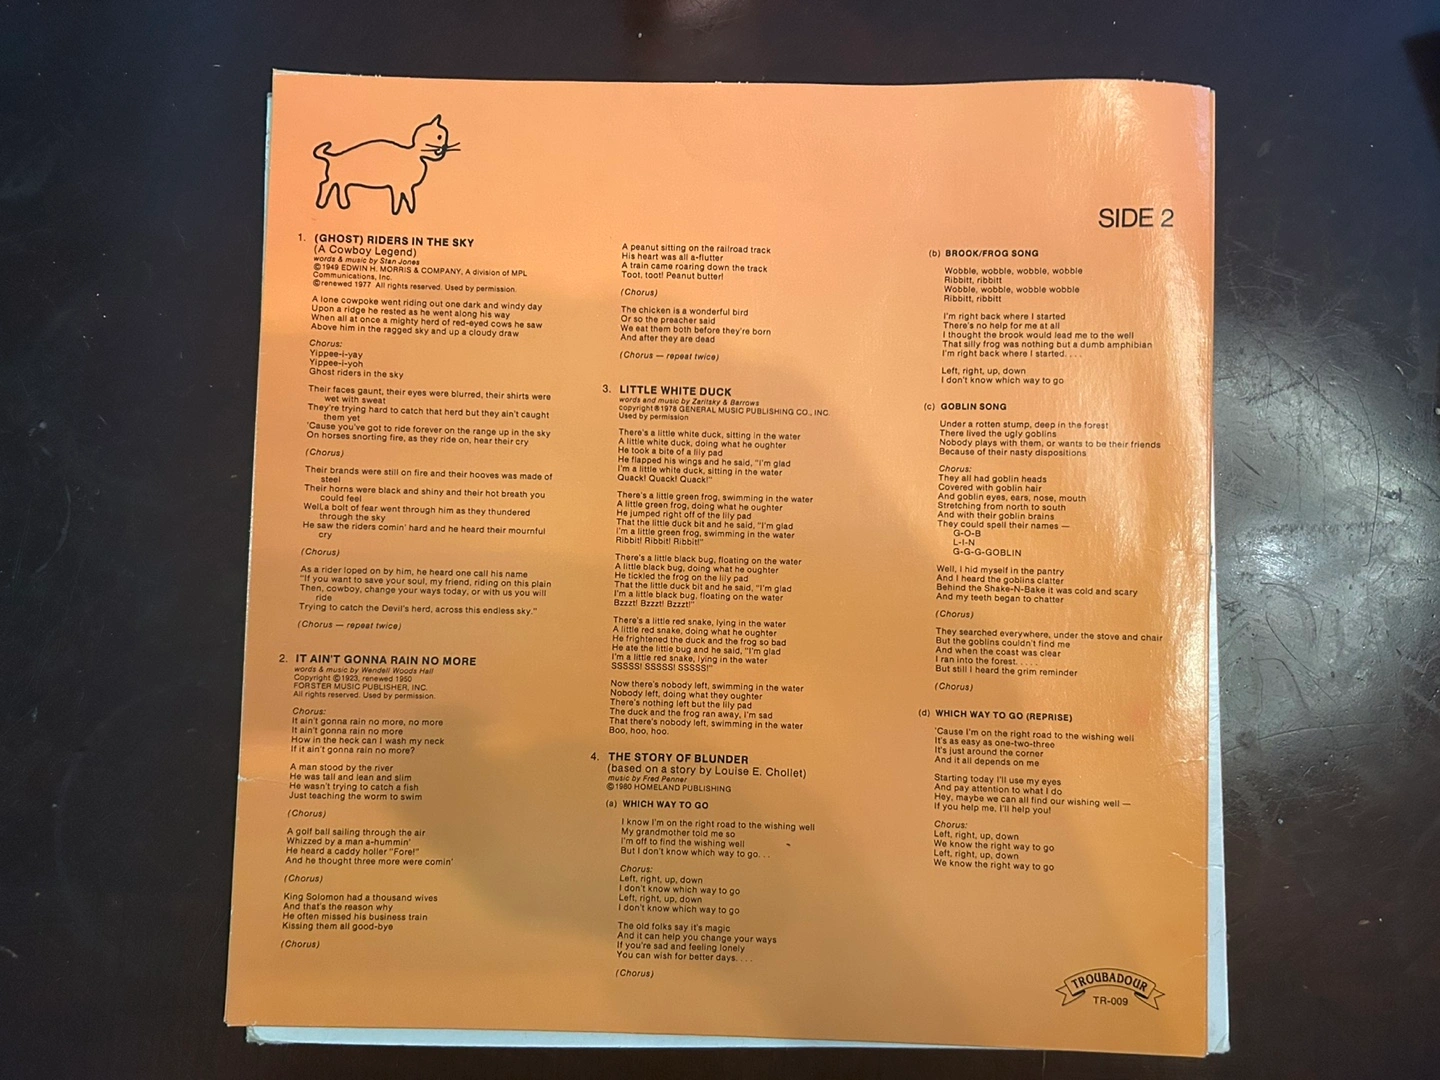 SIDE 2
1. (GHOST) RIDERS IN THE SKY
(A Cowboy Legend)
words & music by Stan Jones
©1949 EDWIN H. MORRIS & COMPANY, A division of MPL
Communications, Inc.
©renewed 1977 All rights reserved. Used by permission.
A lone cowpoke went riding out one dark and windy day
Upon a ridge he rested as he went along his way
When all at once a mighty herd of red-eyed cows he saw
Above him in the ragged sky and up a cloudy draw
Chorus:
Yippee-i-yay
Yippee-i-yoh
Ghost riders in the sky
Their faces gaunt, their eyes were blurred, their shirts were
wet with sweat
They're trying hard to catch that herd but they ain't caught
them yet
'Cause you've got to ride forever on the range up in the sky
On horses snorting fire, as they ride on, hear their cry
(Chorus)
Their brands were still on fire and their hooves was made of
steel
Their horns were black and shiny and their hot breath you
could feel
Well,a bolt of fear went through him as they thundered
through the sky
He saw the riders comin' hard and he heard their mournful
cry
(Chorus)
As a rider loped on by him, he heard one call his name
"If you want to save your soul, my friend, riding on this plain
Then, cowboy, change your ways today, or with us you will
ride
Trying to catch the Devil's herd, across this endless sky."
(Chorus — repeat twice)
2. IT AIN'T GONNA RAIN NO MORE
words & music by Wendell Woods Hall
Copyright ©1923, renewed 1950
FORSTER MUSIC PUBLISHER, INC.
All rights reserved. Used by permission.
Chorus:
It ain't gonna rain no more, no more
It ain't gonna rain no more
How in the heck can I wash my neck
If it ain't gonna rain no more?
A man stood by the river
He was tall and lean and slim
He wasn't trying to catch a fish
Just teaching the worm to swim
(Chorus)
A golf ball sailing through the air
Whizzed by a man a-hummin'
He heard a caddy holler "Fore!"
And he thought three more were comin'
(Chorus)
King Solomon had a thousand wives
And that's the reason why
He often missed his business train
Kissing them all good-bye
(Chorus)
A peanut sitting on the railroad track
His heart was all a-flutter
A train came roaring down the track
Toot, toot! Peanut butter!
(Chorus)
The chicken is a wonderful bird
Or so the preacher said
We eat them both before they're born
And after they are dead
(Chorus — repeat twice)
3. LITTLE WHITE DUCK
words and music by Zaritsky & Barrows
copyright ©1978 GENERAL MUSIC PUBLISHING CO., INC.
Used by permission
There's a little white duck, sitting in the water
A little white duck, doing what he oughter
He took a bite of a lily pad
He flapped his wings and he said, "I'm glad
I'm a little white duck, sitting in the water
Quack! Quack! Quack!"
There's a little green frog, swimming in the water
A little green frog, doing what he oughter
He jumped right off of the lily pad
That the little duck bit and he said, "I'm glad
I'm a little green frog, swimming in the water
Ribbit! Ribbit! Ribbit!"
There's a little black bug, floating on the water
A little black bug, doing what he oughter
He tickled the frog on the lily pad
That the little duck bit and he said, "I'm glad
I'm a little black bug, floating on the water
Bzzzt! Bzzzt! Bzzzt!"
There's a little red snake, lying in the water
A little red snake, doing what he oughter
He frightened the duck and the frog so bad
He ate the little bug and he said, "I'm glad
I'm a little red snake, lying in the water
SSSSS! SSSSS! SSSSS!"
Now there's nobody left, swimming in the water
Nobody left, doing what they oughter
There's nothing left but the lily pad
The duck and the frog ran away, I'm sad
That there's nobody left, swimming in the water
Boo, hoo, hoo.
4. THE STORY OF BLUNDER
(based on a story by Louise E. Chollet)
music by Fred Penner
©1980 HOMELAND PUBLISHING
(a) WHICH WAY TO GO
I know I'm on the right road to the wishing well
My grandmother told me so
I'm off to find the wishing well
But I don't know which way to go. . .
Chorus:
Left, right, up, down
I don't know which way to go
Left, right, up, down
I don't know which way to go
The old folks say it's magic
And it can help you change your ways
If you're sad and feeling lonely
You can wish for better days. . . .
(Chorus)
(b) BROOK/FROG SONG
Wobble, wobble, wobble, wobble
Ribitt, ribbitt
Wobble, wobble, wobble wobble
Ribbitt, ribbitt
I'm right back where I started
There's no help for me at all
I thought the brook would lead me to the well
That silly frog was nothing but a dumb amphibian
I'm right back where I started. . . .
Left, right, up, down
I don't know which way to go
(c) GOBLIN SONG
Under a rotten stump, deep in the forest
There lived the ugly goblins
Nobody plays with them, or wants to be their friends
Because of their nasty dispositions
Chorus:
They all had goblin heads
Covered with goblin hair
And goblin eyes, ears, nose, mouth
Stretching from north to south
And with their goblin brains
They could spell their names —
G-O-B
L-I-N
G-G-G-GOBLIN
Well, I hid myself in the pantry
And I heard the goblins clatter
Behind the Shake-N-Bake it was cold and scary
And my teeth began to chatter
(Chorus)
They searched everywhere, under the stove and chair
But the goblins couldn't find me
And when the coast was clear
I ran into the forest. . . . .
But still I heard the grim reminder
(Chorus)
(d) WHICH WAY TO GO (REPRISE)
'Cause I'm on the right road to the wishing well
It's as easy as one-two-three
It's just around the corner
And it all depends on me
Starting today I'll use my eyes
And pay attention to what I do
Hey, maybe we can all find our wishing well —
If you help me, I'll help you!
Chorus:
Left, right, up, down
We know the right way to go
Left, right, up, down
We know the right way to go
TROUBADOUR
TR-009